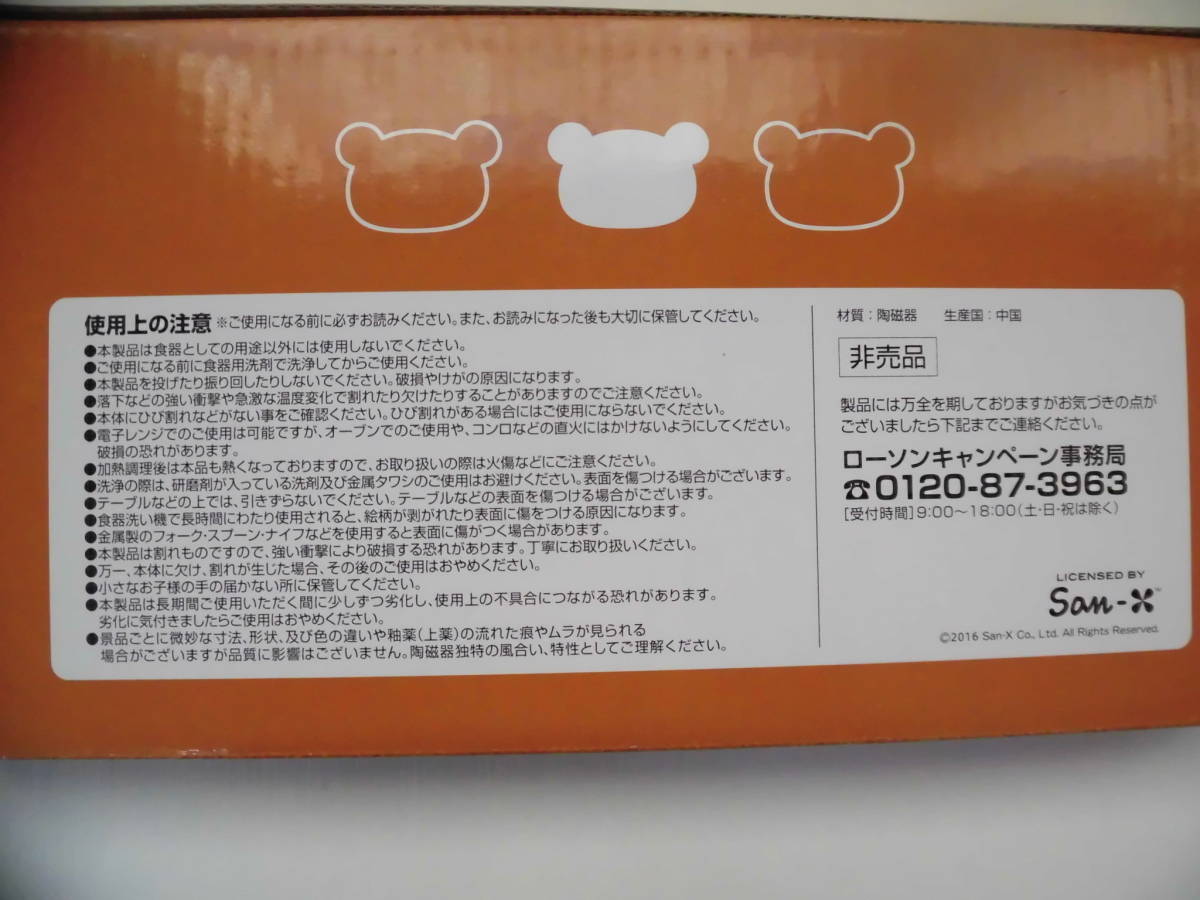 使用上の注意 ※ご使用になる前に必ずお読みください。また、お読みになった後も大切に保管してください。
●本製品は食器としての用途以外には使用しないでください。
●ご使用になる前に食器用洗剤で洗浄してからご使用ください。
●本製品を投げたり振り回したりしないでください。破損やけがの原因になります。
●落下などの強い衝撃や急激な温度変化で割れたり欠けたりすることがありますのでご注意ください。
●本体にひび割れなどがない事をご確認ください。ひび割れがある場合にはご使用にならないでください。
●電子レンジでのご使用は可能ですが、オーブンでのご使用や、コンロなどの直火にはかけないようにしてください。
破損の恐れがあります。
●加熱調理後は本品も熱くなっておりますので、お取り扱いの際は火傷などにご注意ください。
●洗浄の際は、研磨剤が入っている洗剤及び金属タワシのご使用はお避けください。表面を傷つける場合がございます。
●テーブルなどの上では、引きずらないでください。テーブルなどの表面を傷つける場合がございます。
●食器洗い機で長時間にわたり使用されると、絵柄が剥がれたり表面に傷をつける原因になります。
●金属製のフォーク・スプーン・ナイフなどを使用すると表面に傷がつく場合があります。
●本製品は割れものですので、強い衝撃により破損する恐れがあります。丁寧にお取り扱いください。
●万一、本体に欠け、割れが生じた場合、その後のご使用はおやめください。
●小さなお子様の手の届かない所に保管してください。
●本製品は長期間ご使用いただく間に少しずつ劣化し、使用上の不具合につながる恐れがあります。
劣化に気付きましたらご使用はおやめください。
●景品ごとに微妙な寸法、形状、及び色の違いや釉薬(上薬)の流れた痕やムラが見られる
場合がございますが品質に影響はございません。陶磁器独特の風合い、特性としてご理解ください。
材質：陶磁器 生産国：中国
非売品
製品には万全を期しておりますがお気づきの点が
ございましたら下記までご連絡ください。
ローソンキャンペーン事務局
☎0120-87-3963
[受付時間]9:00〜18:00(土・日・祝は除く)
LICENSED BY
San-X™
©2016 San-X Co., Ltd. All Rights Reserved.